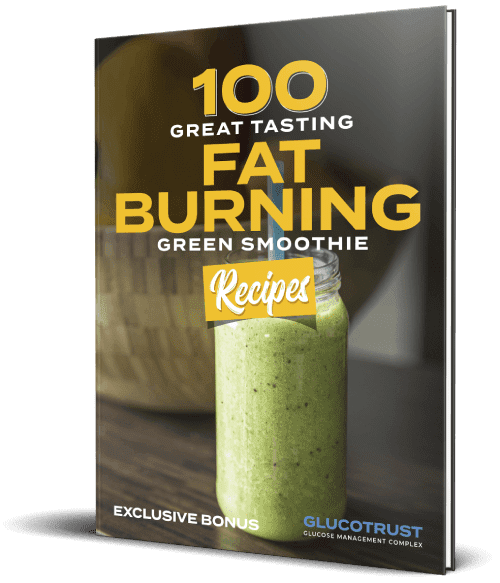 100
GREAT TASTING
FAT
BURNING
GREEN SMOOTHIE
Recipes
EXCLUSIVE BONUS
GLUCOTRUST
GLUCOSE MANAGEMENT COMPLEX